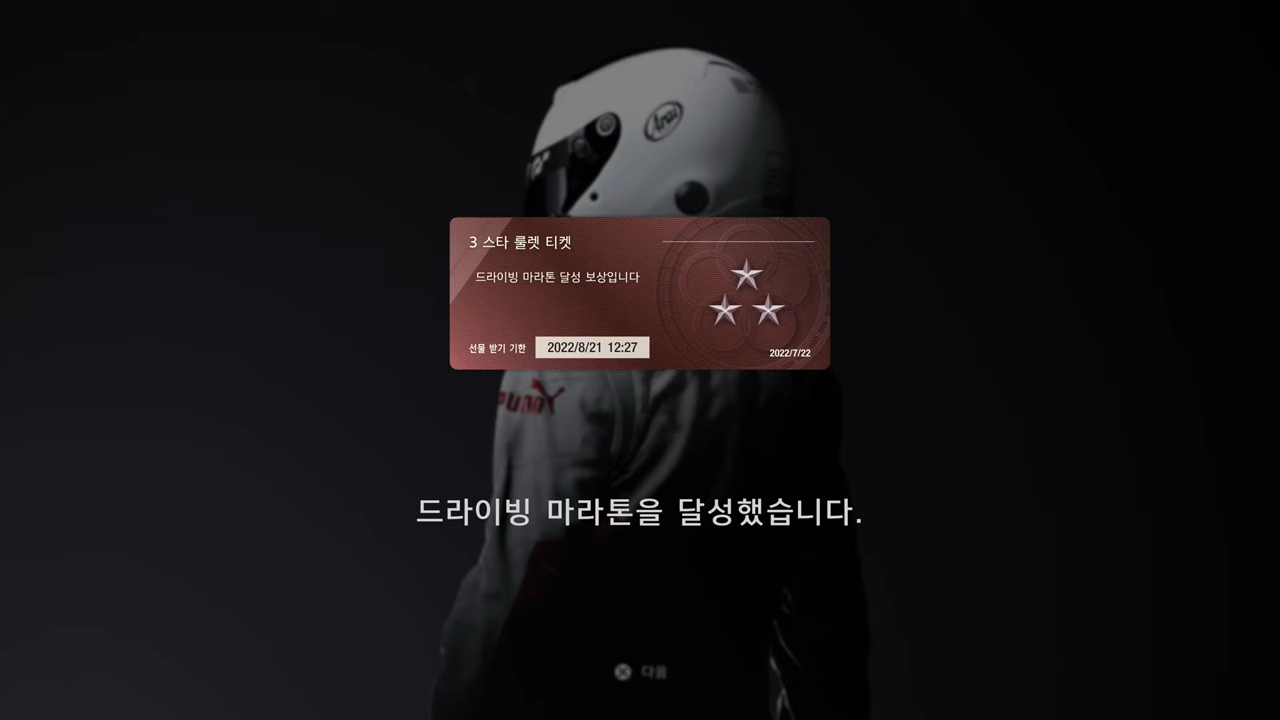 Arai
3 스타 룰렛 티켓
드라이빙 마라톤 달성 보상입니다
선물 받기 기한 2022/8/21 12:27
2022/7/22
PUMA
드라이빙 마라톤을 달성했습니다.
다음